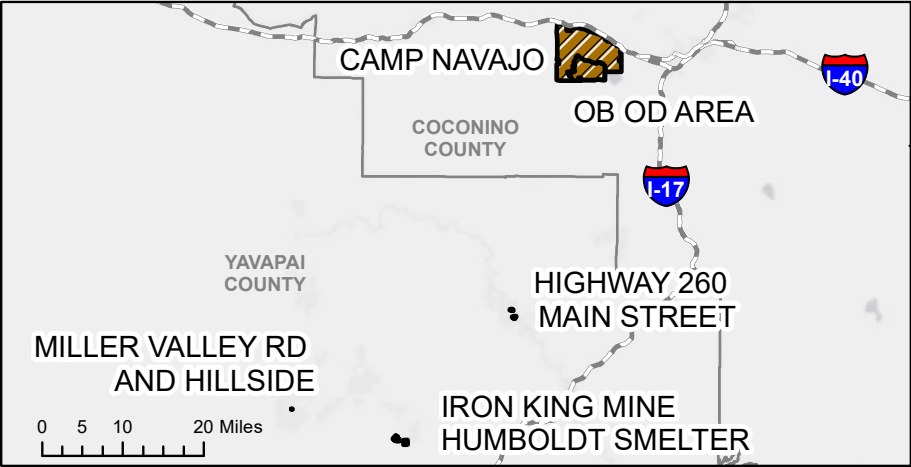 CAMP NAVAJO
I-40
OB OD AREA
COCONINO
COUNTY
I-17
YAVAPAI
COUNTY
HIGHWAY 260
MAIN STREET
MILLER VALLEY RD
AND HILLSIDE
IRON KING MINE
HUMBOLDT SMELTER
0 5 10 20 Miles